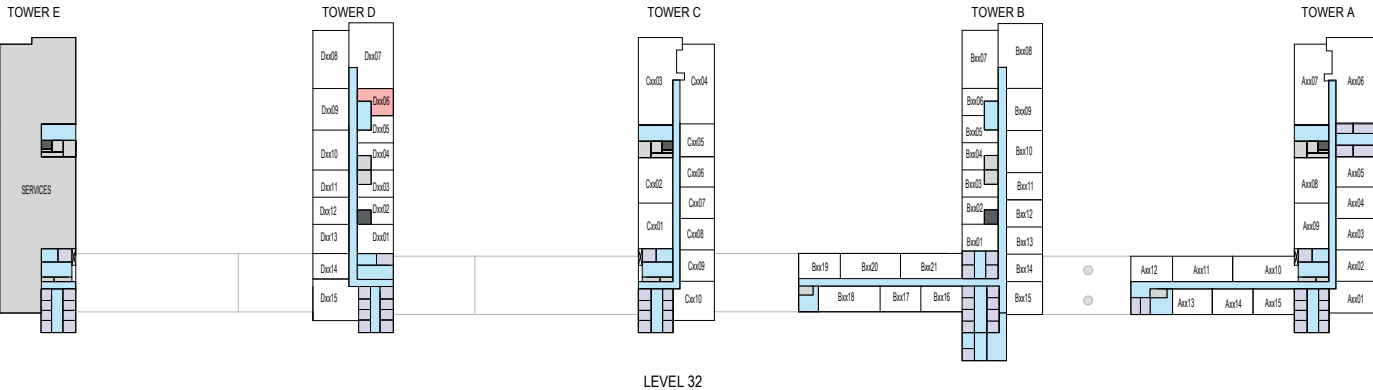 TOWER E
TOWER D
TOWER C
TOWER B
TOWER A
SERVICES
Dxx08
Dxx07
Dxx09
Dxx06
Dxx05
Dxx10
Dxx04
Dxx11
Dxx03
Dxx12
Dxx02
Dxx13
Dxx01
Dxx14
Dxx15
Cxx03
Cxx04
Cxx05
Cxx02
Cxx06
Cxx07
Cxx01
Cxx08
Cxx09
Cxx10
Bxx07
Bxx08
Bxx06
Bxx09
Bxx05
Bxx04
Bxx10
Bxx03
Bxx11
Bxx02
Bxx12
Bxx01
Bxx13
Bxx19
Bxx20
Bxx21
Bxx14
Bxx18
Bxx17
Bxx16
Bxx15
Axx07
Axx06
Axx08
Axx05
Axx04
Axx09
Axx03
Axx12
Axx11
Axx10
Axx02
Axx13
Axx14
Axx15
Axx01
LEVEL 32